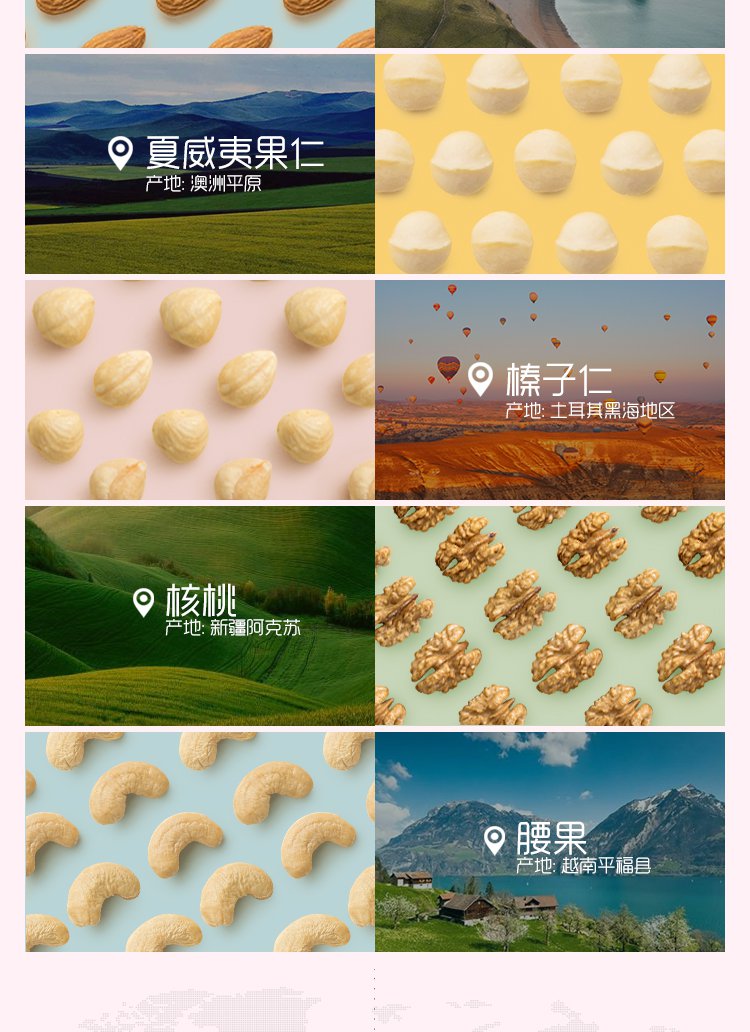 夏威夷果仁
产地: 澳洲平原
榛子仁
产地: 土耳其黑海地区
核桃
产地: 新疆阿克苏
腰果
产地: 越南平福县